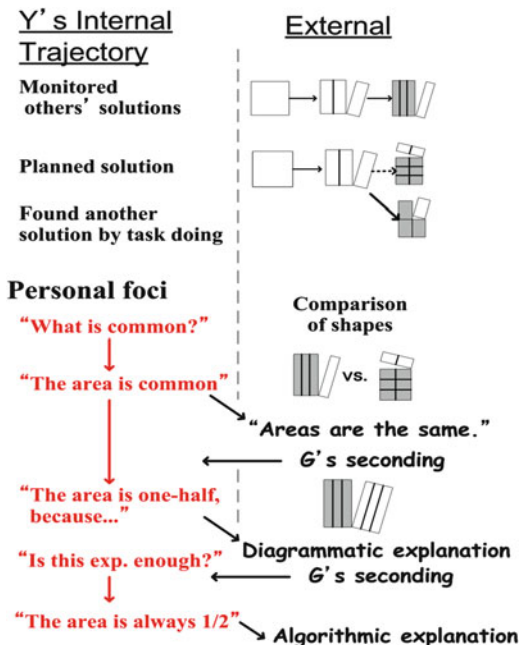 Y's Internal
Trajectory
External
Monitored
others' solutions
Planned solution
Found another
solution by task doing
Personal foci
Comparison
of shapes
“What is common?”
vs.
“The area is common”
“Areas are the same.”
G's seconding
“The area is one-half,
because...”
Diagrammatic explanation
“Is this exp. enough?”
G's seconding
“The area is always 1/2”
Algorithmic explanation